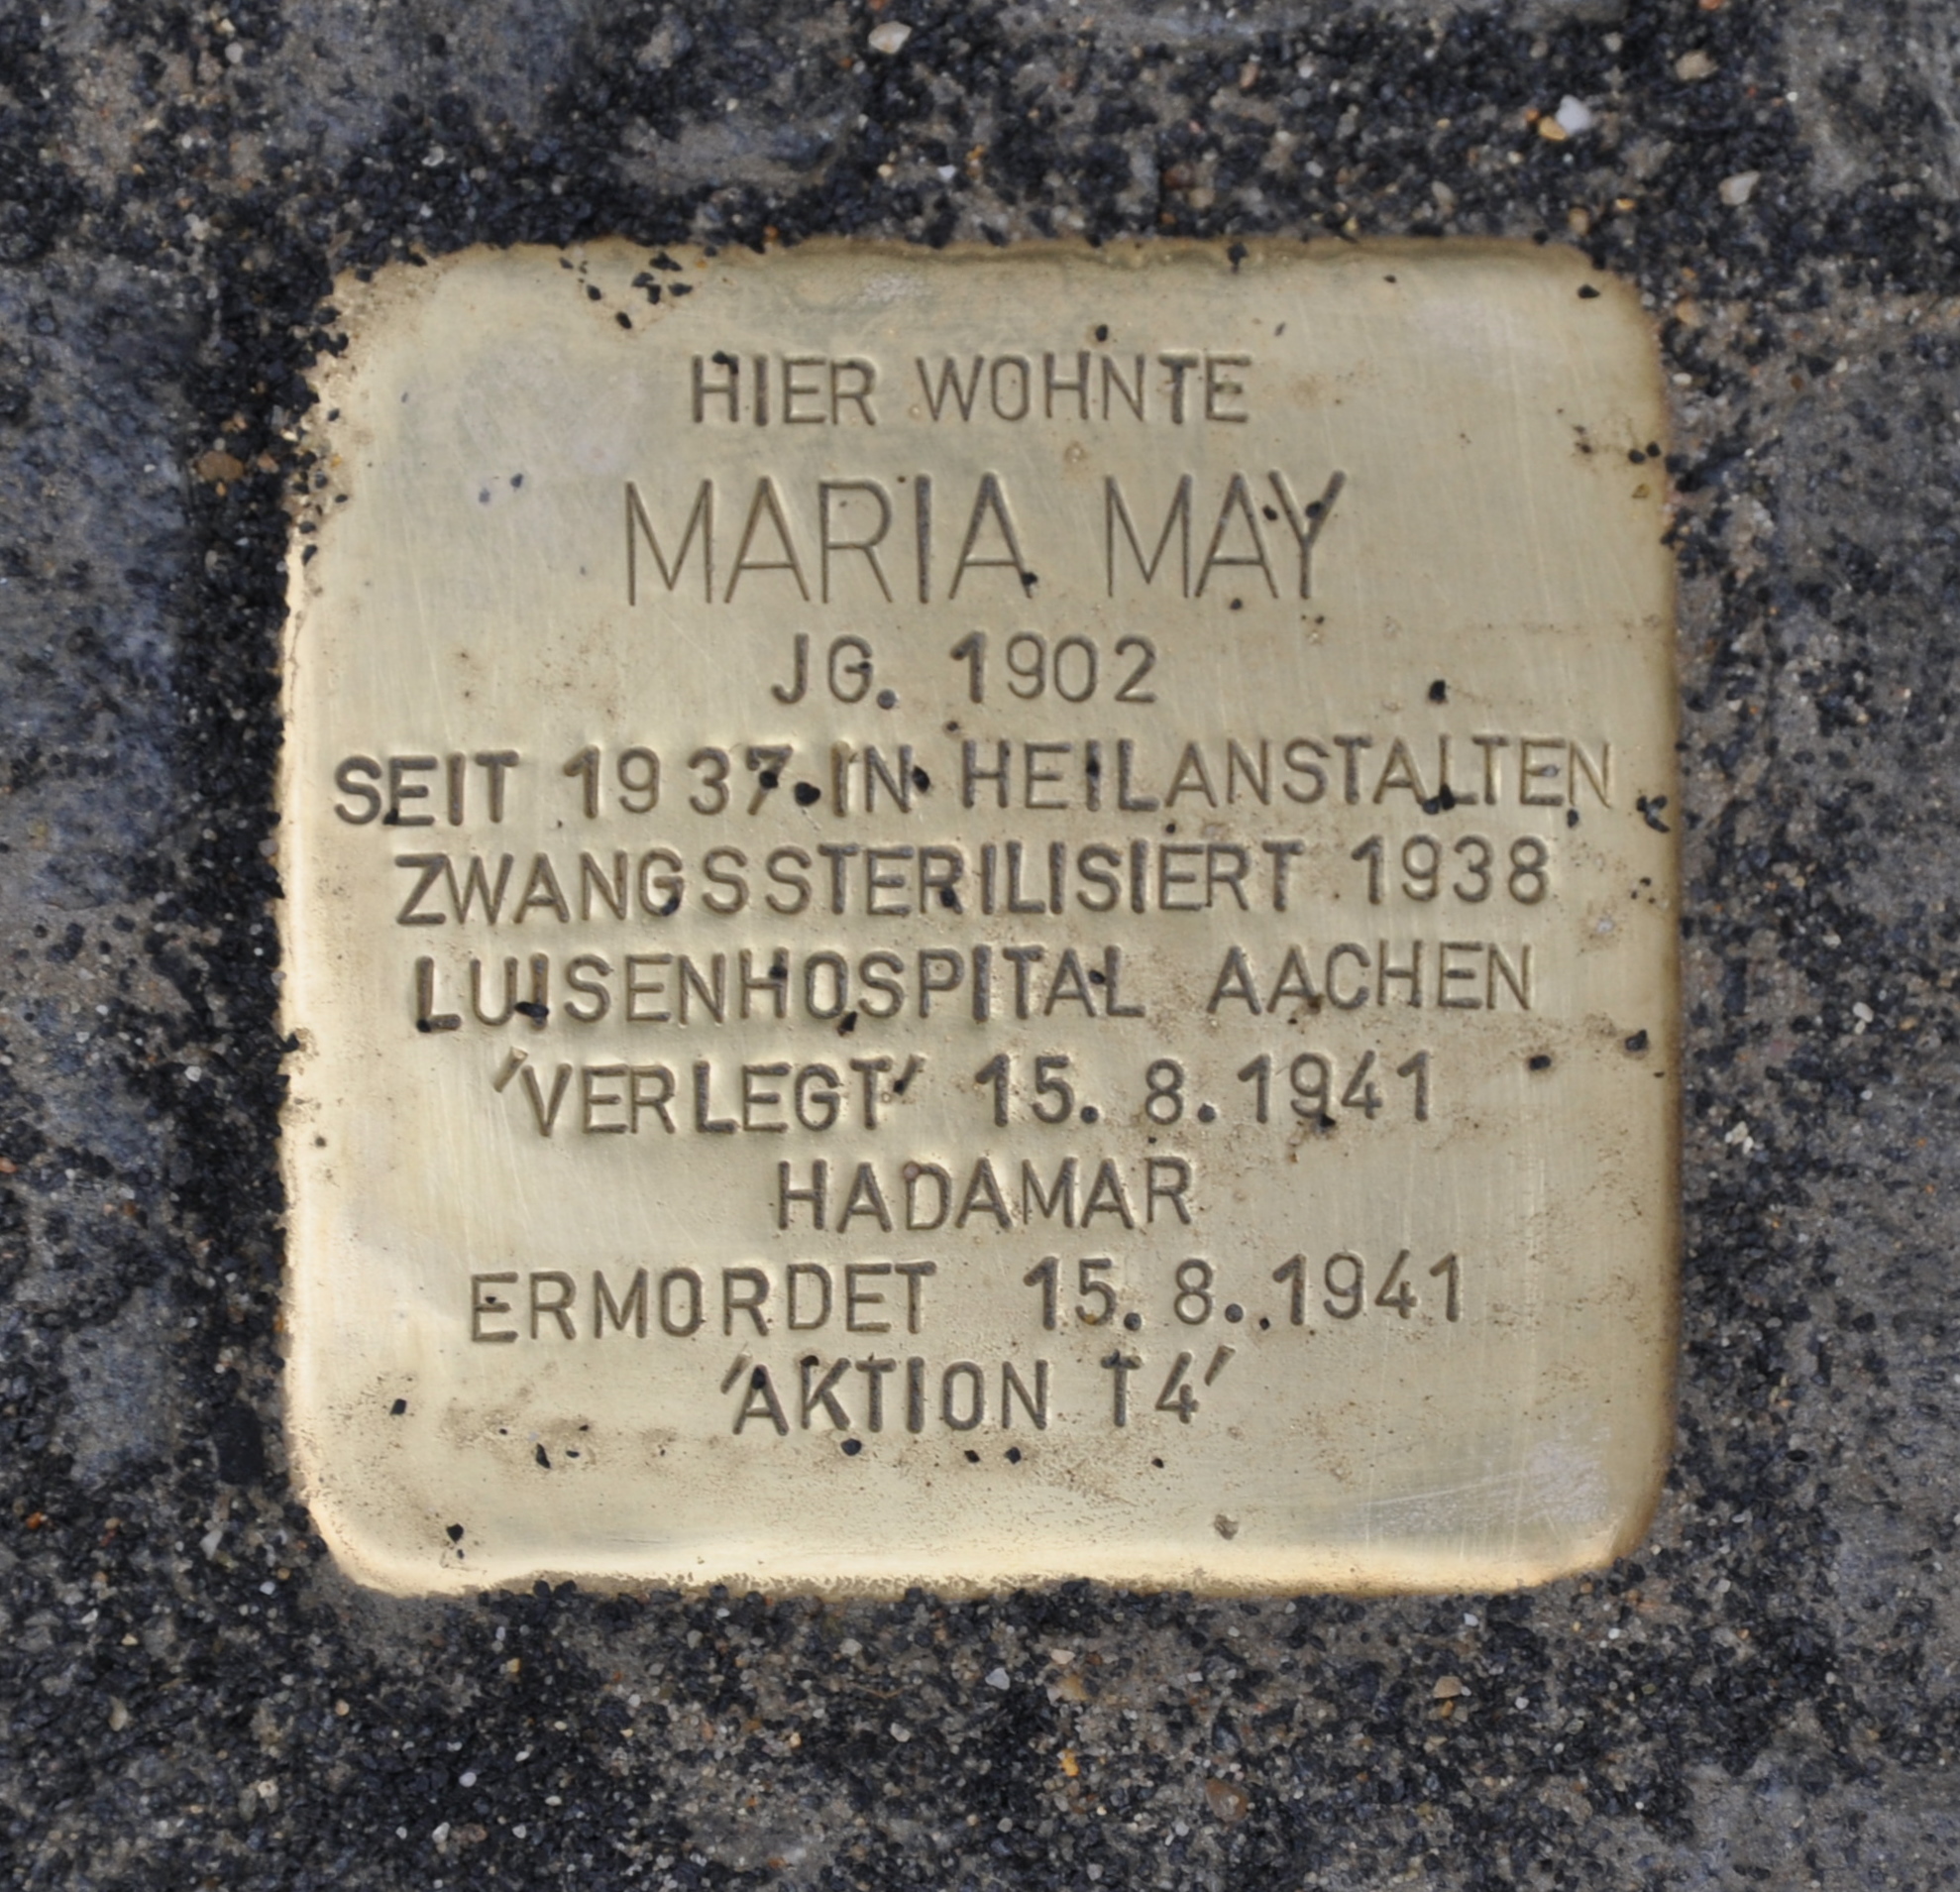 HIER WOHNTE
MARIA MAY
JG. 1902
SEIT 1937 IN HEILANSTALTEN
ZWANGSSTERILISIERT 1938
LUISENHOSPITAL AACHEN
'VERLEGT' 15. 8. 1941
HADAMAR
ERMORDET 15. 8. 1941
'AKTION T4'